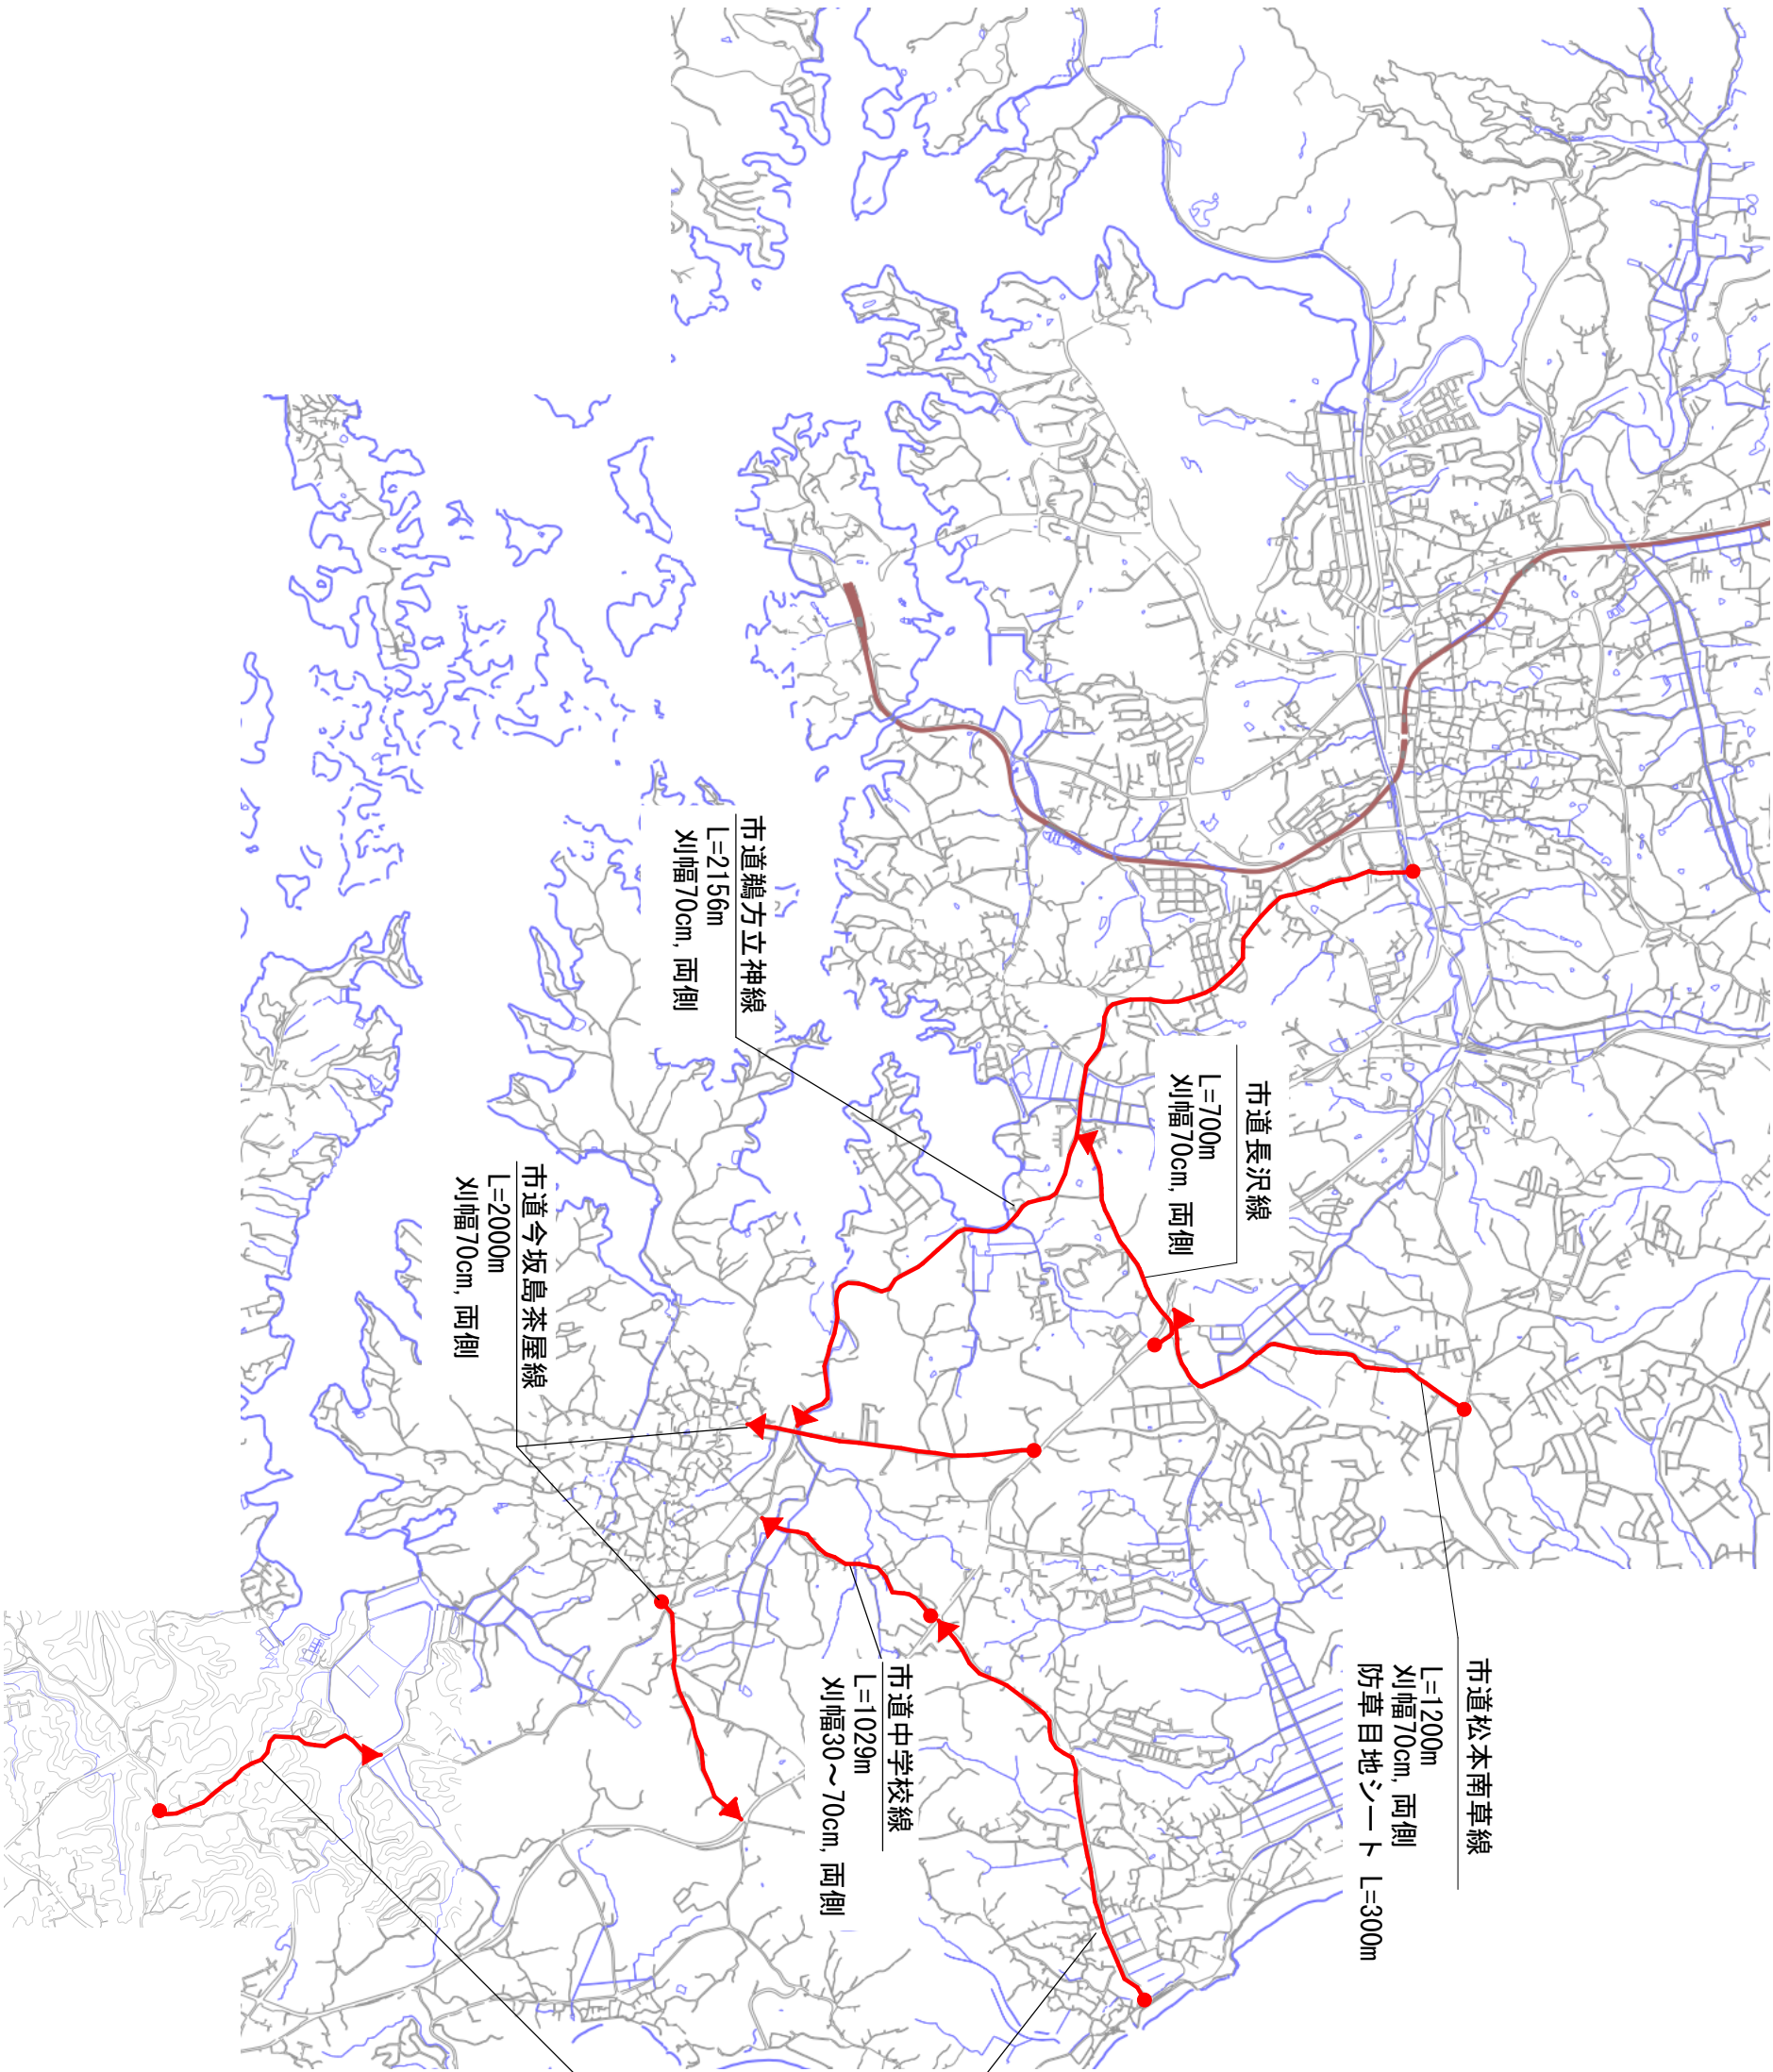 市道松本南草線
L=1200m
刈幅70cm, 両側
防草目地シート L=300m
市道長沢線
L=700m
刈幅70cm, 両側
市道鵜方立神線
L=2156m
刈幅70cm, 両側
市道中学校線
L=1029m
刈幅30～70cm, 両側
市道今坂島茶屋線
L=2000m
刈幅70cm, 両側